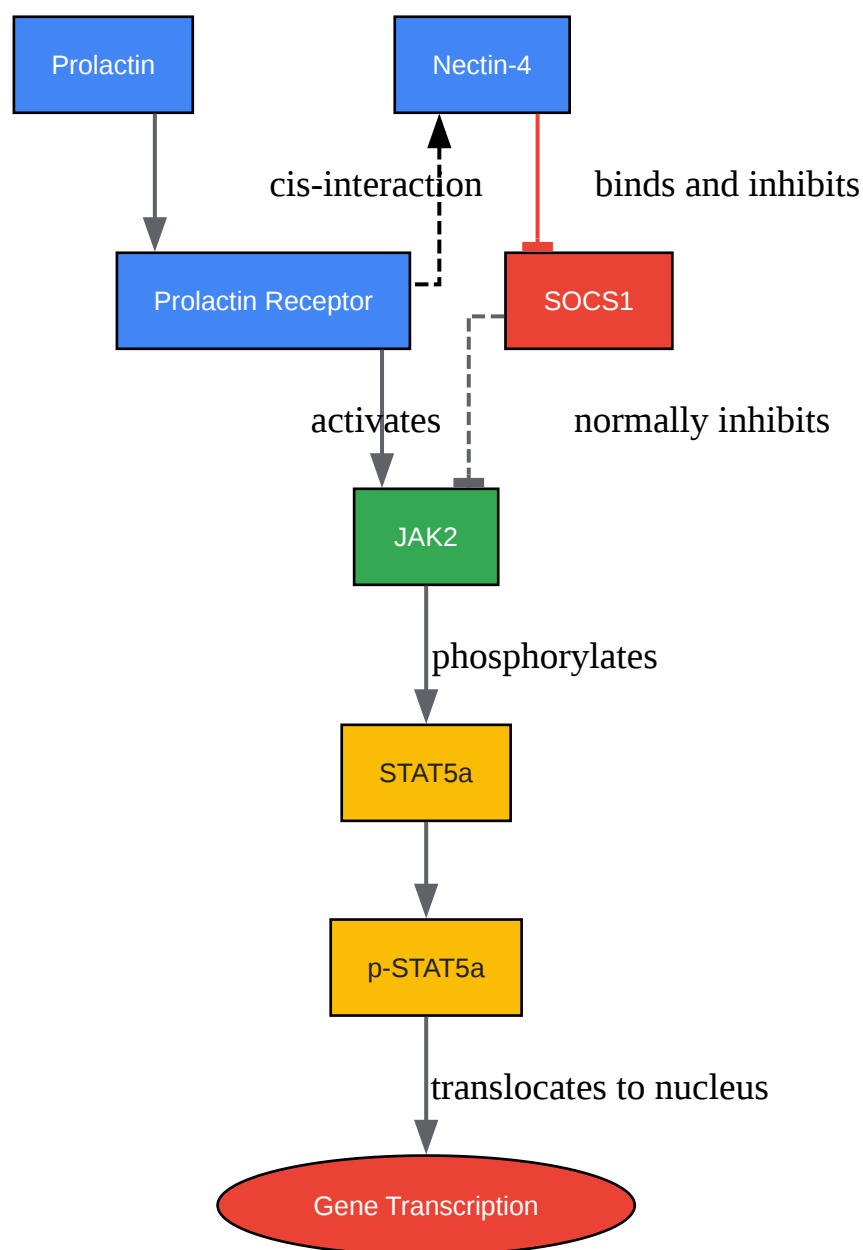 Prolactin
Nectin-4
cis-interaction
binds and inhibits
Prolactin Receptor
SOCS1
activates
normally inhibits
JAK2
phosphorylates
STAT5a
p-STAT5a
translocates to nucleus
Gene Transcription